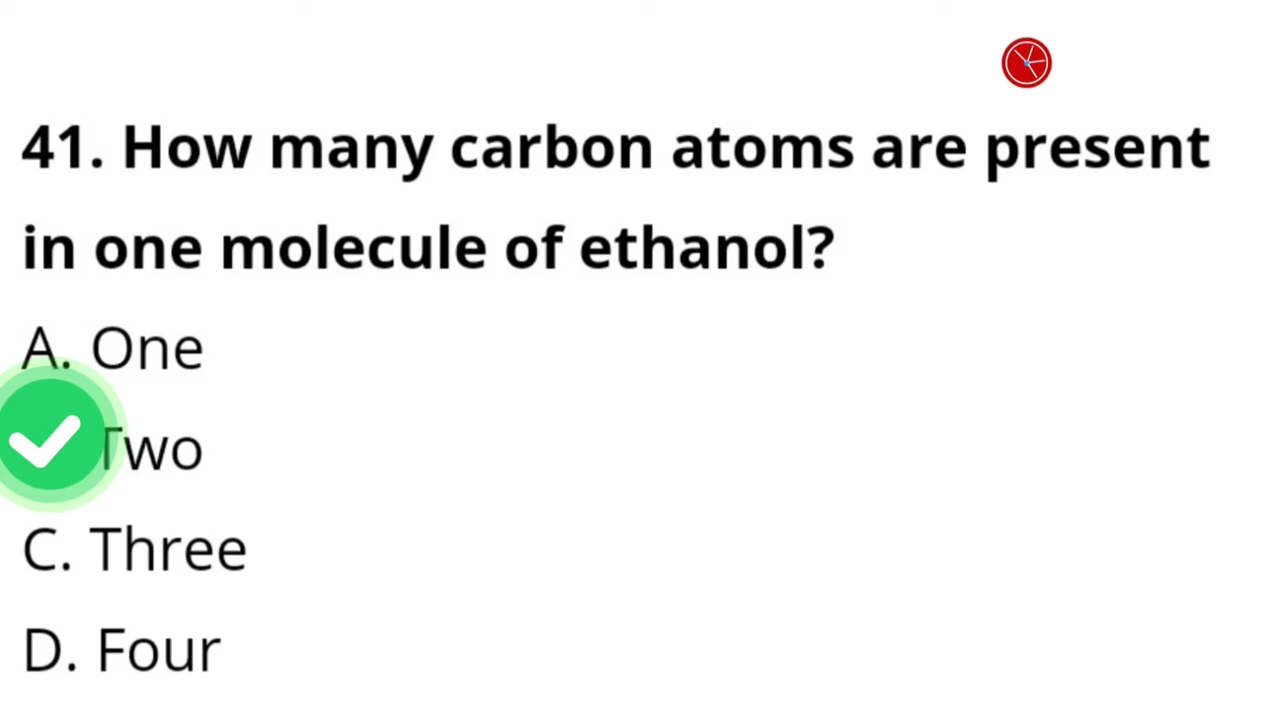 41. How many carbon atoms are present
in one molecule of ethanol?
A. One
Two
C. Three
D. Four